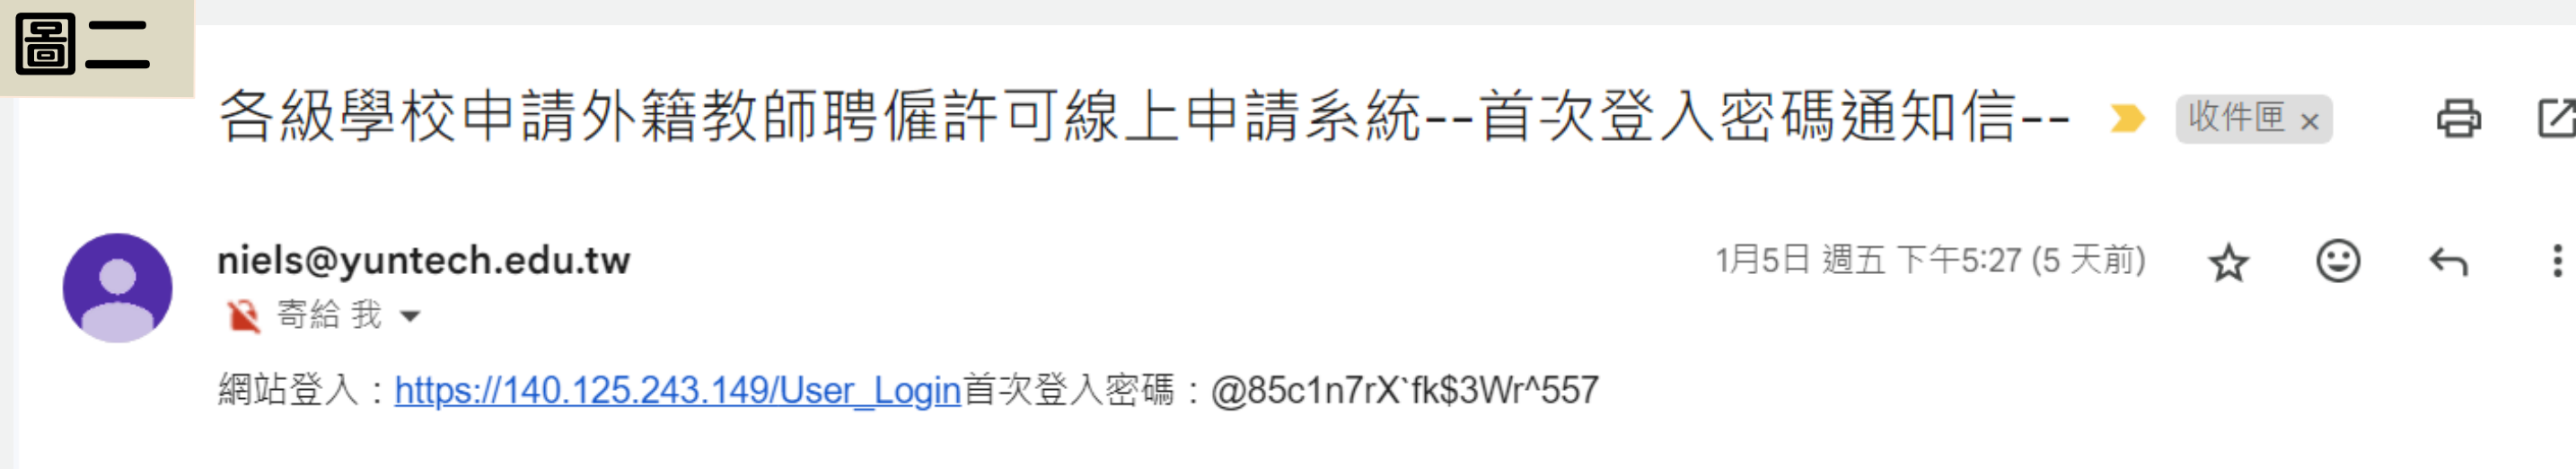 圖二
各級學校申請外籍教師聘僱許可線上申請系統--首次登入密碼通知信--
收件匣 ×
niels@yuntech.edu.tw
1月5日 週五 下午5:27 (5 天前)
寄給 我
網站登入：https://140.125.243.149/User_Login首次登入密碼：@85c1n7rX`fk$3Wr^557